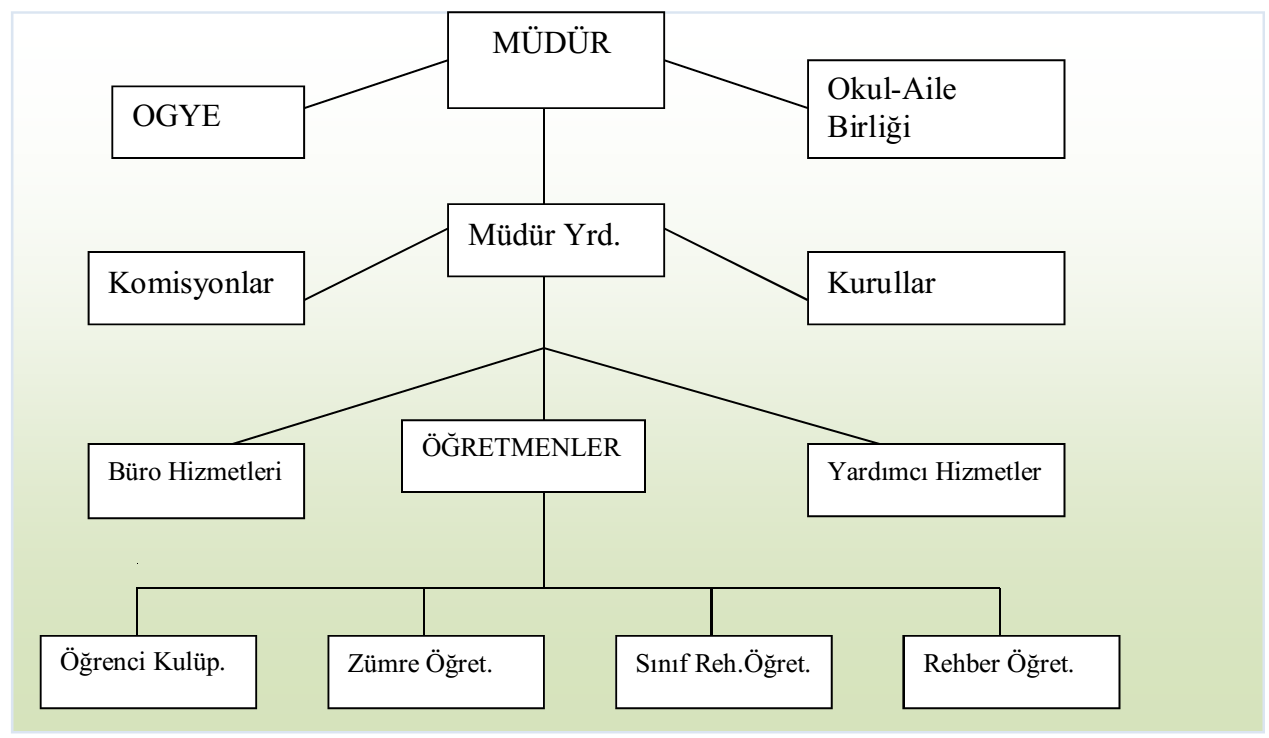 MÜDÜR
OGYE
Okul-Aile
Birliği
Müdür Yrd.
Komisyonlar
Kurullar
Büro Hizmetleri
ÖĞRETMENLER
Yardımcı Hizmetler
Öğrenci Kulüp.
Zümre Öğret.
Sınıf Reh.Öğret.
Rehber Öğret.